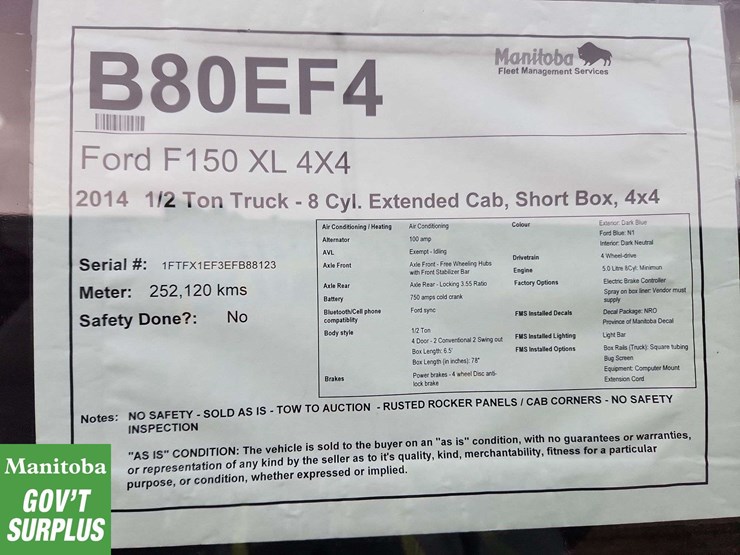 B80EF4
Manitoba
Fleet Management Services
Ford F150 XL 4X4
2014 1/2 Ton Truck - 8 Cyl. Extended Cab, Short Box, 4x4
Serial #: 1FTFX1EF3EFB88123
Meter: 252,120 kms
Safety Done?: No
Air Conditioning / Heating Air Conditioning
Alternator 100 amp
AVL Exempt - Idling
Axle Front Axle Front - Free Wheeling Hubs
with Front Stabilizer Bar
Axle Rear Axle Rear - Locking 3.55 Ratio
Battery 750 amps cold crank
Bluetooth/Cell phone Ford sync
compatibility
Body style 1/2 Ton
4 Door - 2 Conventional 2 Swing out
Box Length: 6.5'
Box Length (in inches): 78"
Brakes Power brakes - 4 wheel Disc anti-
lock brake
Colour Exterior: Dark Blue
Ford Blue: N1
Interior: Dark Neutral
Drivetrain 4 Wheel-drive
Engine 5.0 Litre 8Cyl. Minimun
Factory Options Electric Brake Controller
Spray on box liner: Vendor must
supply
FMS Installed Decals Decal Package: NRO
Province of Manitoba Decal
FMS Installed Lighting Light Bar
FMS Installed Options Box Rails (Truck): Square tubing
Bug Screen
Equipment: Computer Mount
Extension Cord
Notes: NO SAFETY - SOLD AS IS - TOW TO AUCTION - RUSTED ROCKER PANELS / CAB CORNERS - NO SAFETY
INSPECTION
"AS IS" CONDITION: The vehicle is sold to the buyer on an "as is" condition, with no guarantees or warranties,
or representation of any kind by the seller as to it's quality, kind, merchantability, fitness for a particular
purpose, or condition, whether expressed or implied.
Manitoba
GOV'T
SURPLUS